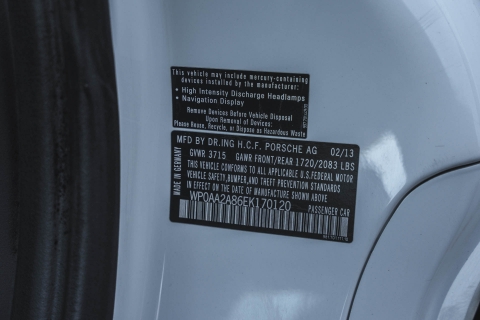 This vehicle may include mercury-containing
devices installed by the manufacturer:
• High Intensity Discharge Headlamps
• Navigation Display
Remove Devices Before Vehicle Disposal
Upon Removal of Devices:
Please Reuse, Recycle, or Dispose as Hazardous Waste
MFD BY DR.ING H.C.F. PORSCHE AG 02/13
GVWR 3715 GAWR FRONT/REAR 1720/2083 LBS
THIS VEHICLE CONFORMS TO ALL APPLICABLE U.S.FEDERAL MOTOR
VEHICLE SAFETY, BUMPER, AND THEFT PREVENTION STANDARDS
IN EFFECT ON THE DATE OF MANUFACTURE SHOWN ABOVE.
WP0AA2A86EK170120
PASSENGER CAR
MADE IN GERMANY